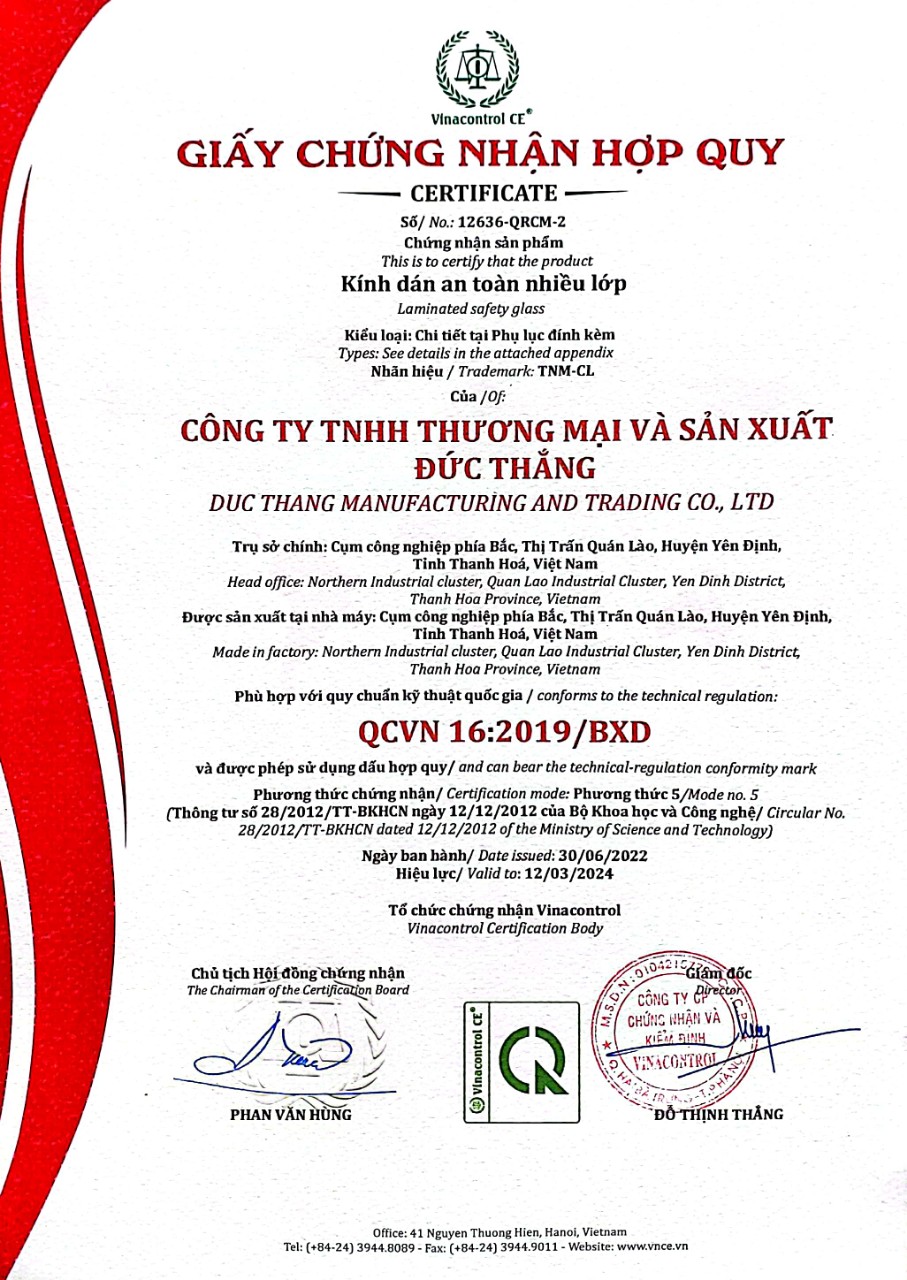 Vinacontrol CE®
GIẤY CHỨNG NHẬN HỢP QUY
CERTIFICATE
Số/ No.: 12636-QRCM-2
Chứng nhận sản phẩm
This is to certify that the product
Kính dán an toàn nhiều lớp
Laminated safety glass
Kiểu loại: Chi tiết tại Phụ lục đính kèm
Types: See details in the attached appendix
Nhãn hiệu / Trademark: TNM-CL
Của /Of:
CÔNG TY TNHH THƯƠNG MẠI VÀ SẢN XUẤT
ĐỨC THẮNG
DUC THANG MANUFACTURING AND TRADING CO., LTD
Trụ sở chính: Cụm công nghiệp phía Bắc, Thị Trấn Quán Lào, Huyện Yên Định,
Tỉnh Thanh Hoá, Việt Nam
Head office: Northern Industrial cluster, Quan Lao Industrial Cluster, Yen Dinh District,
Thanh Hoa Province, Vietnam
Được sản xuất tại nhà máy: Cụm công nghiệp phía Bắc, Thị Trấn Quán Lào, Huyện Yên Định,
Tỉnh Thanh Hoá, Việt Nam
Made in factory: Northern Industrial cluster, Quan Lao Industrial Cluster, Yen Dinh District,
Thanh Hoa Province, Vietnam
Phù hợp với quy chuẩn kỹ thuật quốc gia / conforms to the technical regulation:
QCVN 16:2019/BXD
và được phép sử dụng dấu hợp quy/ and can bear the technical-regulation conformity mark
Phương thức chứng nhận/ Certification mode: Phương thức 5/Mode no. 5
(Thông tư số 28/2012/TT-BKHCN ngày 12/12/2012 của Bộ Khoa học và Công nghệ/ Circular No.
28/2012/TT-BKHCN dated 12/12/2012 of the Ministry of Science and Technology)
Ngày ban hành/ Date issued: 30/06/2022
Hiệu lực/ Valid to: 12/03/2024
Tổ chức chứng nhận Vinacontrol
Vinacontrol Certification Body
Chủ tịch Hội đồng chứng nhận
The Chairman of the Certification Board
Giám đốc
Director
CÔNG TY CP
CHỨNG NHẬN VÀ
KIỂM ĐỊNH
VINACONTROL
Vinacontrol CE®
PHAN VĂN HÙNG
ĐỖ THỊNH THẮNG
Office: 41 Nguyen Thuong Hien, Hanoi, Vietnam
Tel: (+84-24) 3944.8089 - Fax: (+84-24) 3944.9011 - Website: www.vnce.vn